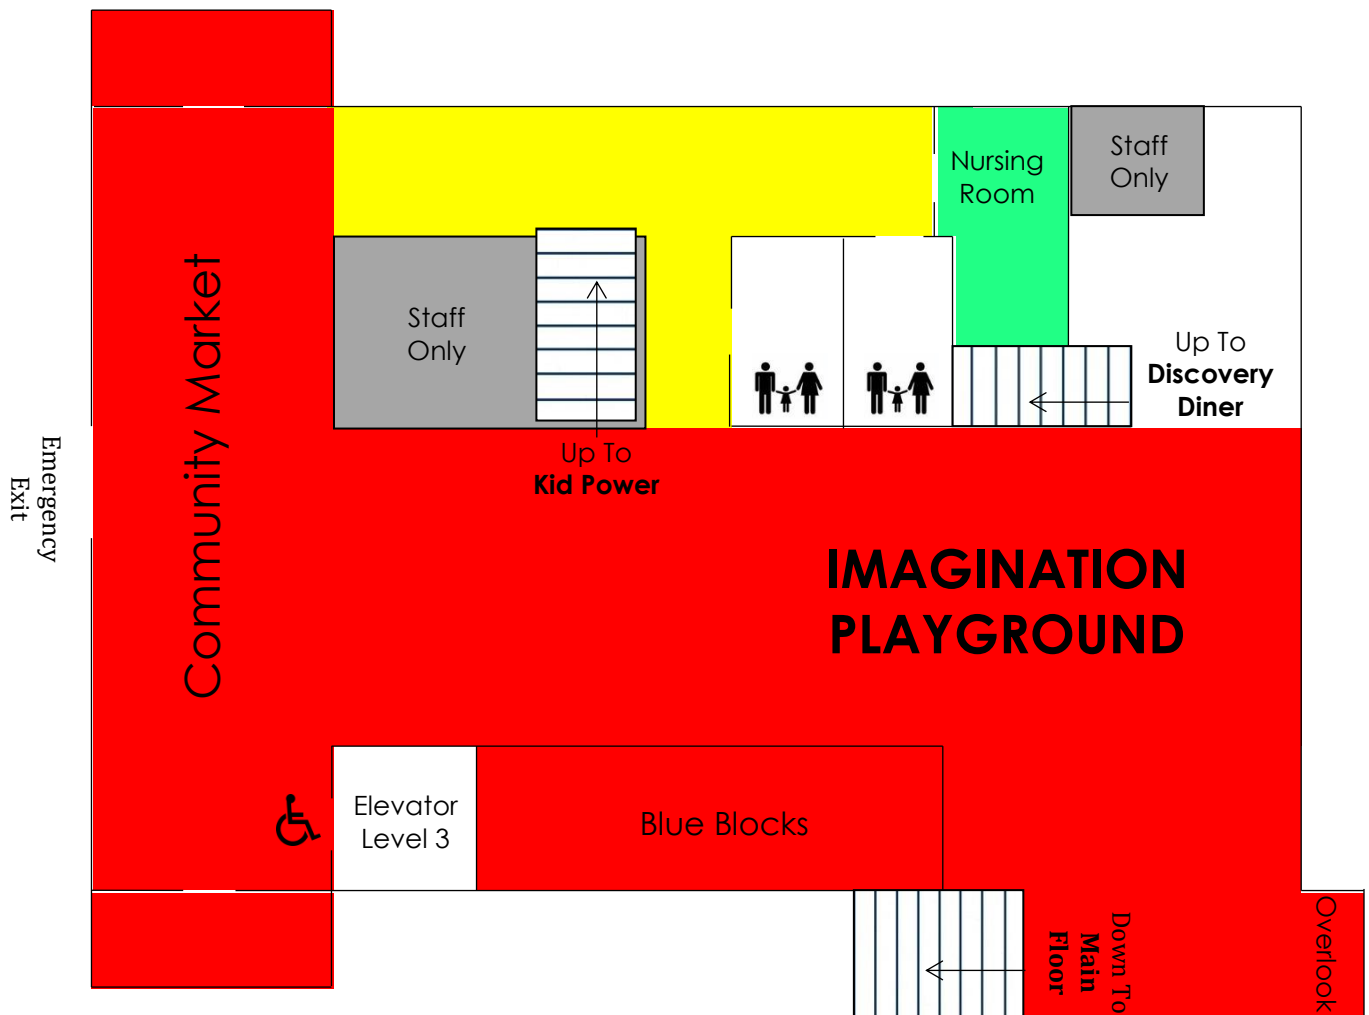 Nursing
Room
Staff
Only
Staff
Only
Up To
Discovery
Diner
Up To
Kid Power
Community Market
Emergency
Exit
IMAGINATION
PLAYGROUND
Elevator
Level 3
Blue Blocks
Down To
Main
Floor
Overlook